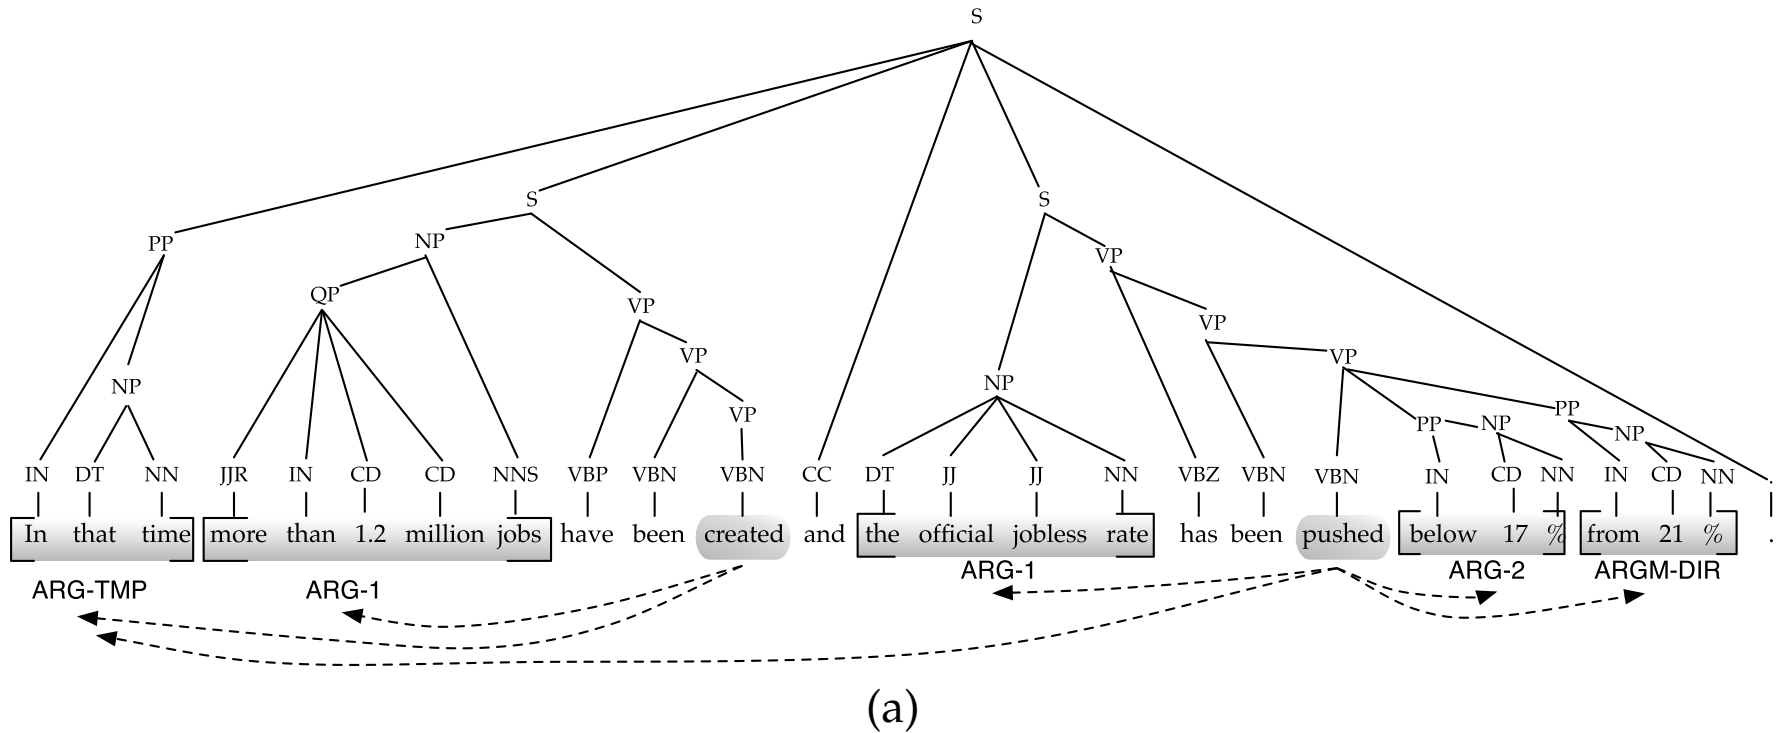 S
S S
PP NP VP
QP VP VP
VP VP
NP NP VP PP
VP PP NP NP
IN DT NN JJR IN CD CD NNS VBP VBN VBN CC DT JJ JJ NN VBZ VBN VBN IN CD NN IN CD NN .
In that time more than 1.2 million jobs have been created and the official jobless rate has been pushed below 17 % from 21 % .
ARG-TMP ARG-1 ARG-1 ARG-2 ARGM-DIR
(a)